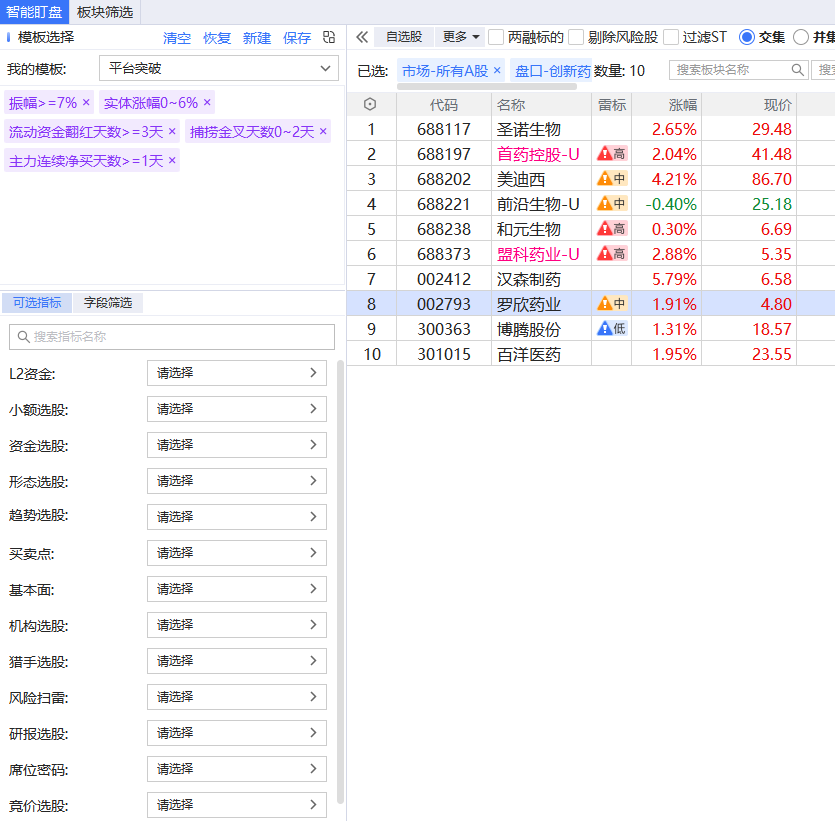 智能盯盘 板块筛选
模板选择 清空 恢复 新建 保存
我的模板: 平台突破
振幅>=7% × 实体涨幅0~6% ×
流动资金翻红天数>=3天 × 捕捞金叉天数0~2天 ×
主力连续净买天数>=1天 ×
可选指标 字段筛选
搜索指标名称
L2资金: 请选择
小额选股: 请选择
资金选股: 请选择
形态选股: 请选择
趋势选股: 请选择
买卖点: 请选择
基本面: 请选择
机构选股: 请选择
猎手选股: 请选择
风险扫雷: 请选择
研报选股: 请选择
席位密码: 请选择
竞价选股: 请选择
自选股 更多 两融标的 剔除风险股 过滤ST 交集 并集
已选: 市场-所有A股 × 盘口-创新药 数量: 10 搜索板块名称 搜
代码 名称 雷标 涨幅 现价
1 688117 圣诺生物 2.65% 29.48
2 688197 首药控股-U 高 2.04% 41.48
3 688202 美迪西 中 4.21% 86.70
4 688221 前沿生物-U 中 -0.40% 25.18
5 688238 和元生物 高 0.30% 6.69
6 688373 盟科药业-U 高 2.88% 5.35
7 002412 汉森制药 5.79% 6.58
8 002793 罗欣药业 中 1.91% 4.80
9 300363 博腾股份 低 1.31% 18.57
10 301015 百洋医药 1.95% 23.55